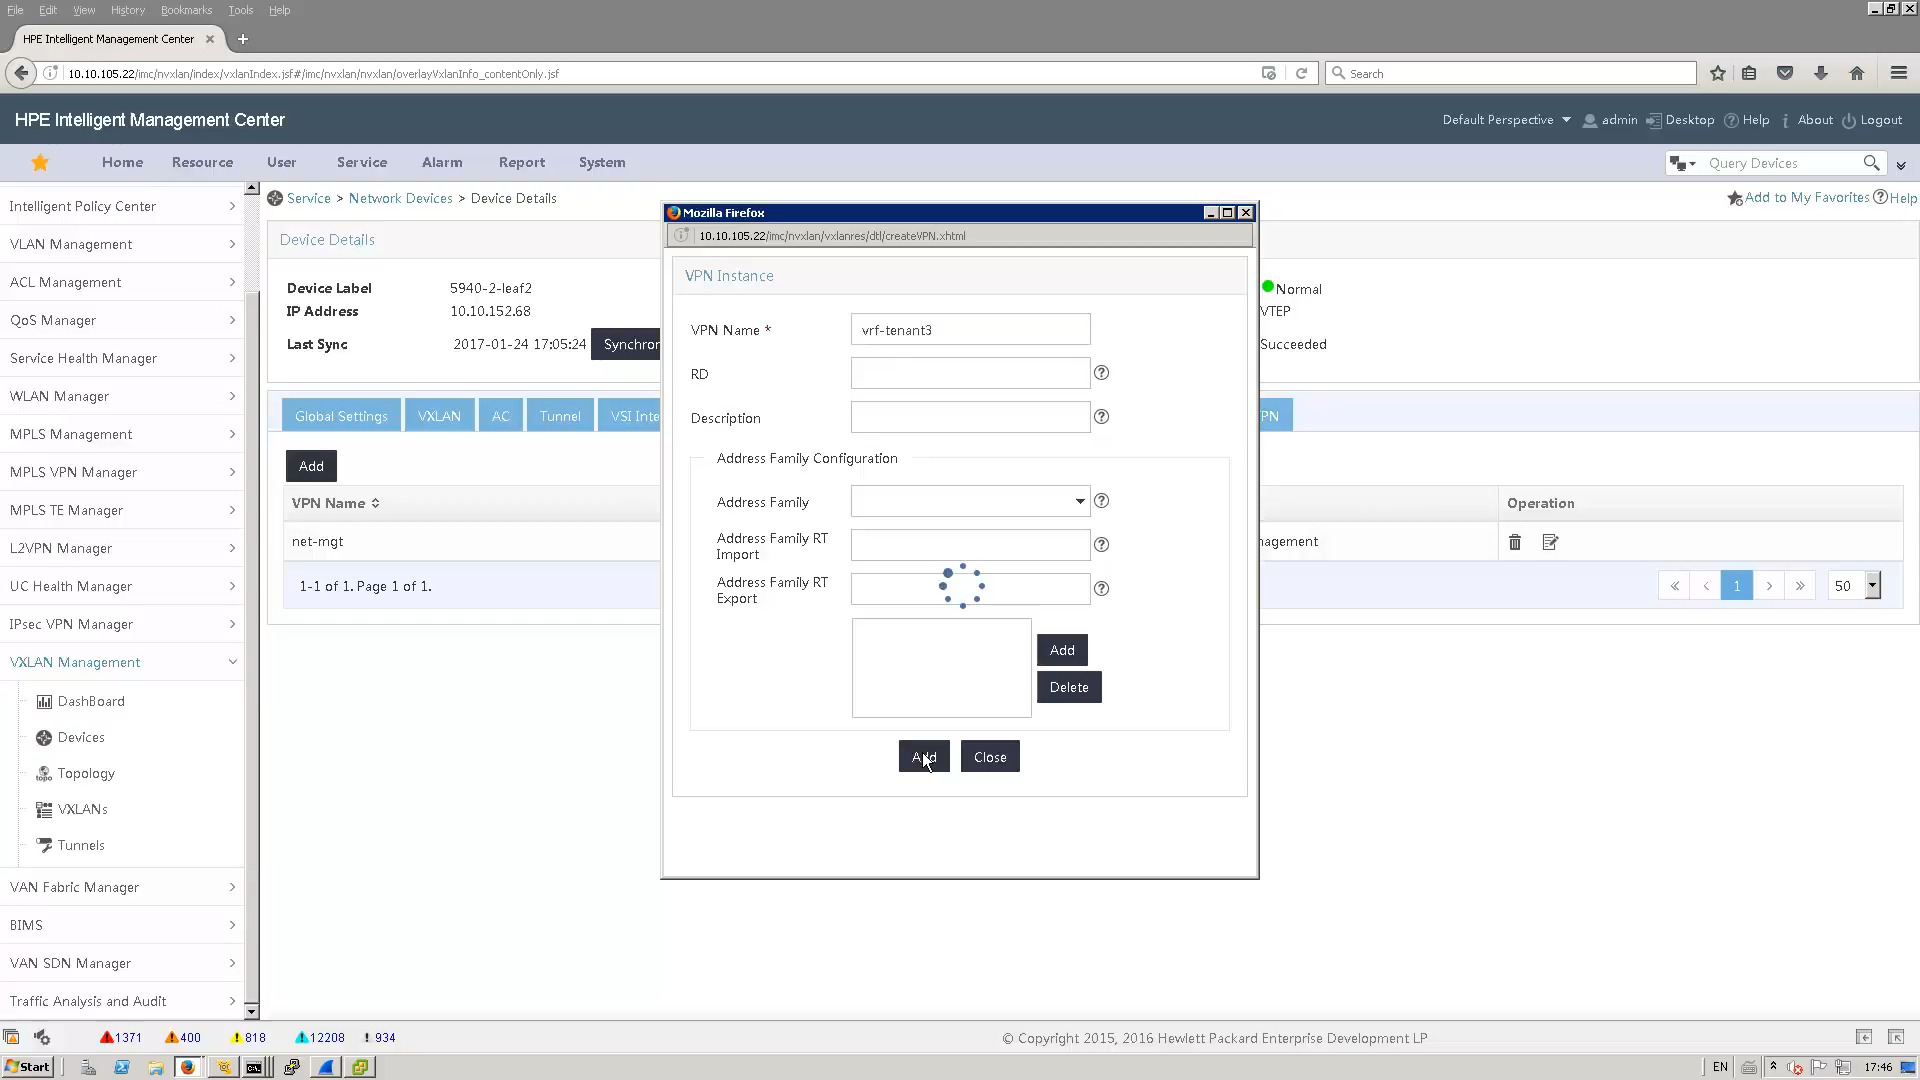 File Edit View History Bookmarks Tools Help
HPE Intelligent Management Center
10.10.105.22/imc/nvxlan/index/vxlanIndex.jsf#/imc/nvxlan/nvxlan/overlayVxlanInfo_contentOnly.jsf
Search
HPE Intelligent Management Center
Default Perspective admin Desktop Help About Logout
Home Resource User Service Alarm Report System
Query Devices
Intelligent Policy Center
VLAN Management
ACL Management
QoS Manager
Service Health Manager
WLAN Manager
MPLS Management
MPLS VPN Manager
MPLS TE Manager
L2VPN Manager
UC Health Manager
IPsec VPN Manager
VXLAN Management
DashBoard
Devices
Topology
VXLANs
Tunnels
VAN Fabric Manager
BIMS
VAN SDN Manager
Traffic Analysis and Audit
Service > Network Devices > Device Details
Add to My Favorites Help
Device Details
Device Label 5940-2-leaf2
IP Address 10.10.152.68
Last Sync 2017-01-24 17:05:24 Synchror
Normal
VTEP
Succeeded
Global Settings VXLAN AC Tunnel VSI Inte
PN
Add
VPN Name
Operation
net-mgt
nagement
1-1 of 1. Page 1 of 1.
« ‹ 1 › » 50
Mozilla Firefox
10.10.105.22/imc/nvxlan/vxlanres/dtl/createVPN.xhtml
VPN Instance
VPN Name * vrf-tenant3
RD
Description
Address Family Configuration
Address Family
Address Family RT
Import
Address Family RT
Export
Add
Delete
Add Close
1371 400 818 12208 934
© Copyright 2015, 2016 Hewlett Packard Enterprise Development LP
Start
EN
17:46